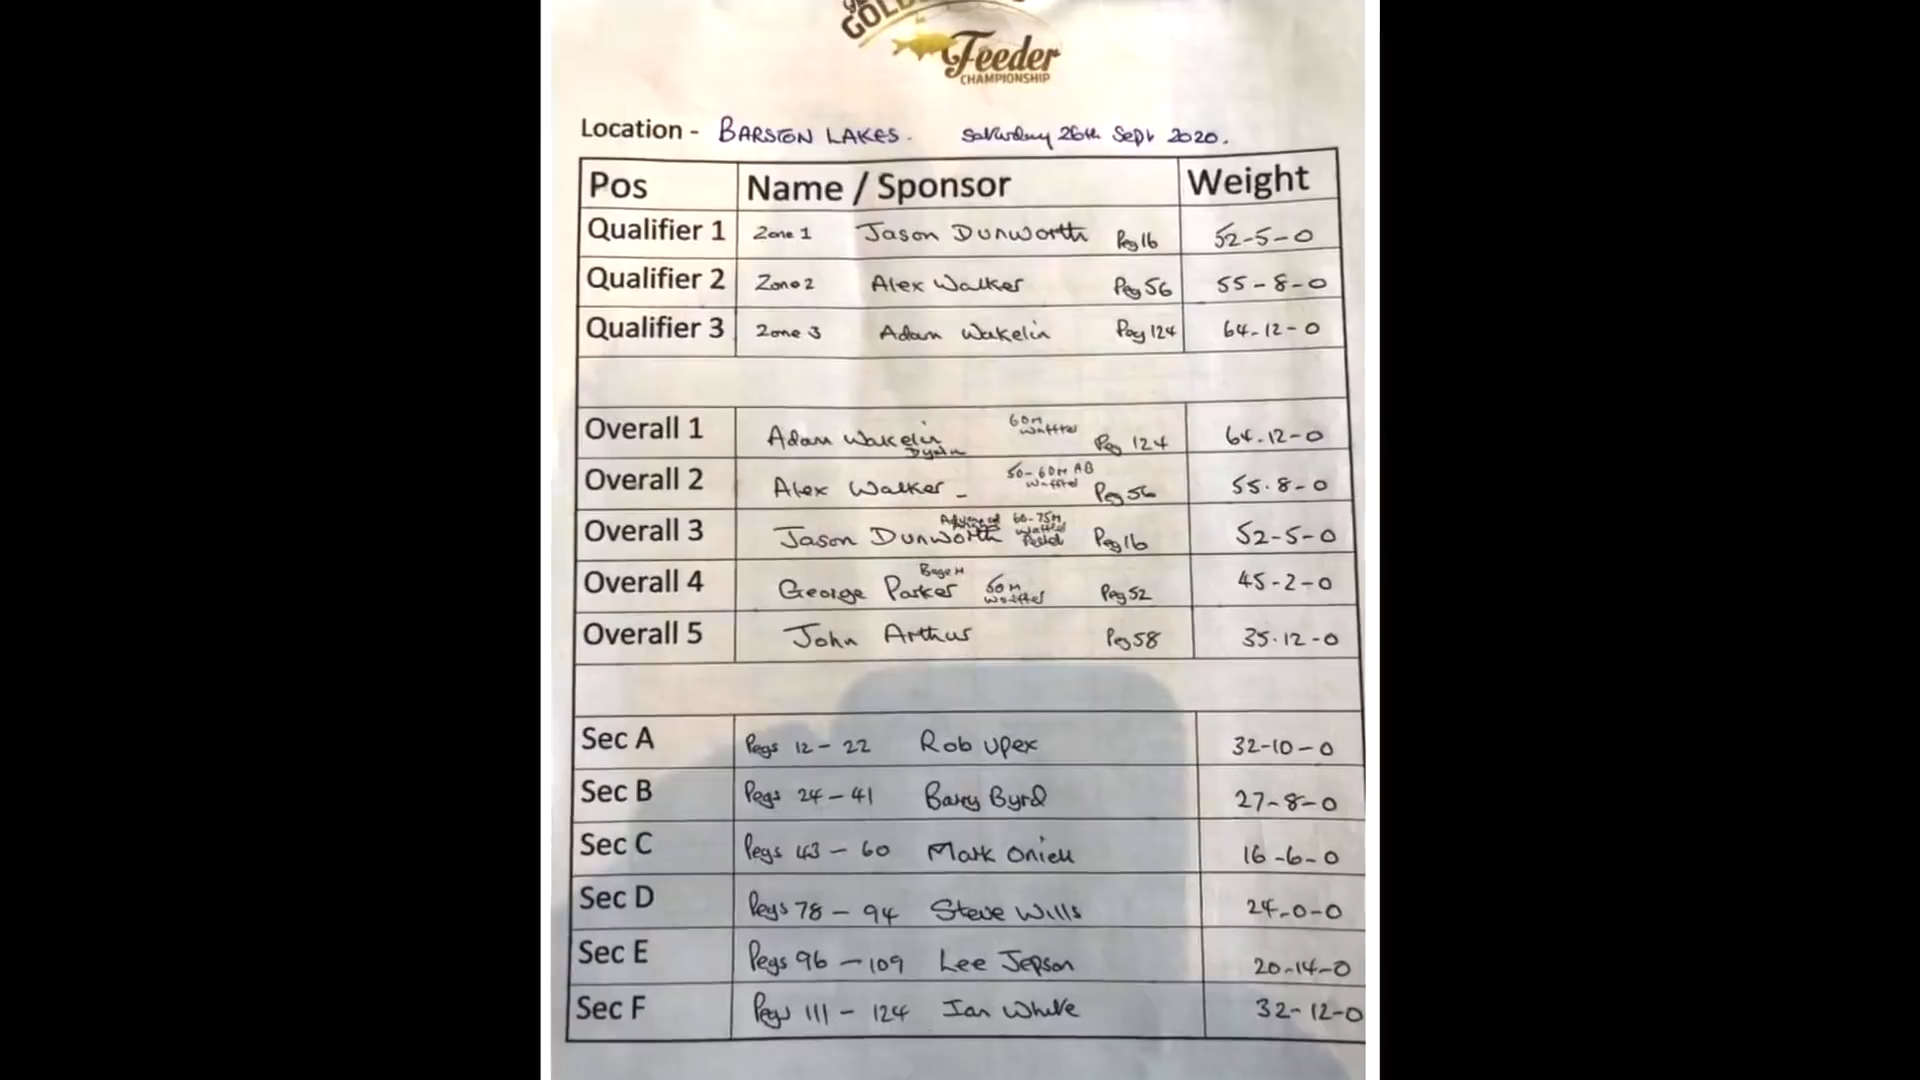 GOLD
Feeder
CHAMPIONSHIP
Location - BARSTON LAKES. Saturday 26th Sept 2020.
Pos Name / Sponsor Weight
Qualifier 1 Zone 1 Jason Dunworth Peg 16 52-5-0
Qualifier 2 Zone 2 Alex Walker Peg 56 55-8-0
Qualifier 3 Zone 3 Adam Wakelin Peg 124 64-12-0
Overall 1 Adam Wakelin 60m Peg 124 64-12-0
Overall 2 Alex Walker - 50-60m Peg 56 55-8-0
Overall 3 Jason Dunworth 60-75m Peg 16 52-5-0
Overall 4 George Parker Peg 52 45-2-0
Overall 5 John Arthur Peg 58 35-12-0
Sec A Pegs 12-22 Rob Upex 32-10-0
Sec B Pegs 24-41 Barry Byrd 27-8-0
Sec C Pegs 43-60 Mark Oniell 16-6-0
Sec D Pegs 78-94 Steve Wills 24-0-0
Sec E Pegs 96-109 Lee Jepson 20-14-0
Sec F Pegs 111-124 Ian White 32-12-0